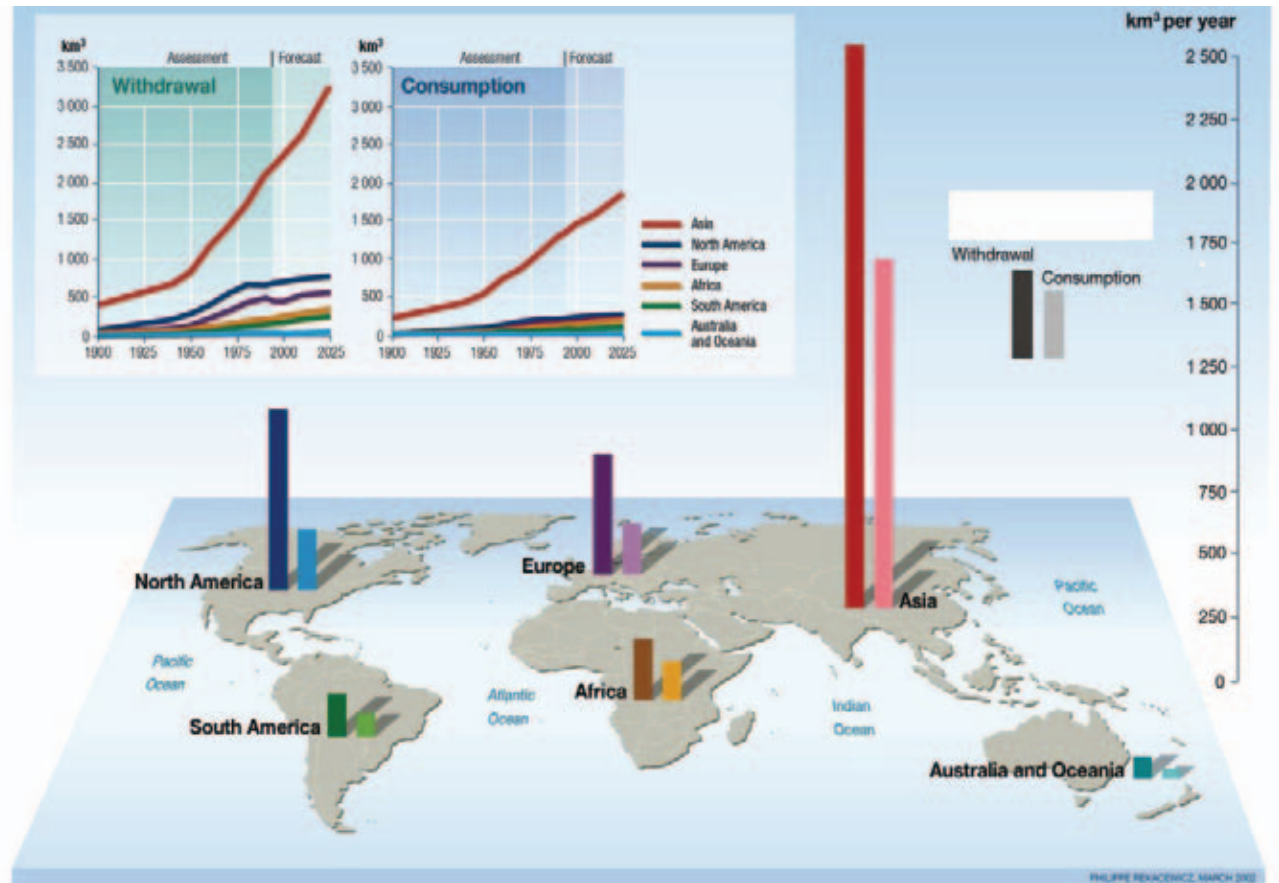 km³
Assessment | Forecast
3 500
Withdrawal
3 000
2 500
2 000
1 500
1 000
500
0
1900 1925 1950 1975 2000 2025
km³
Assessment | Forecast
3 500
Consumption
3 000
2 500
2 000
1 500
1 000
500
0
1900 1925 1950 1975 2000 2025
Asia
North America
Europe
Africa
South America
Australia
and Oceania
km³ per year
2 500
2 250
2 000
1 750
1 500
1 250
1 000
750
500
250
0
Withdrawal
Consumption
North America
Europe
Asia
Pacific
Ocean
Pacific
Ocean
South America
Atlantic
Ocean
Africa
Indian
Ocean
Australia and Oceania
PHILIPPE REKACEWICZ, MARCH 2002